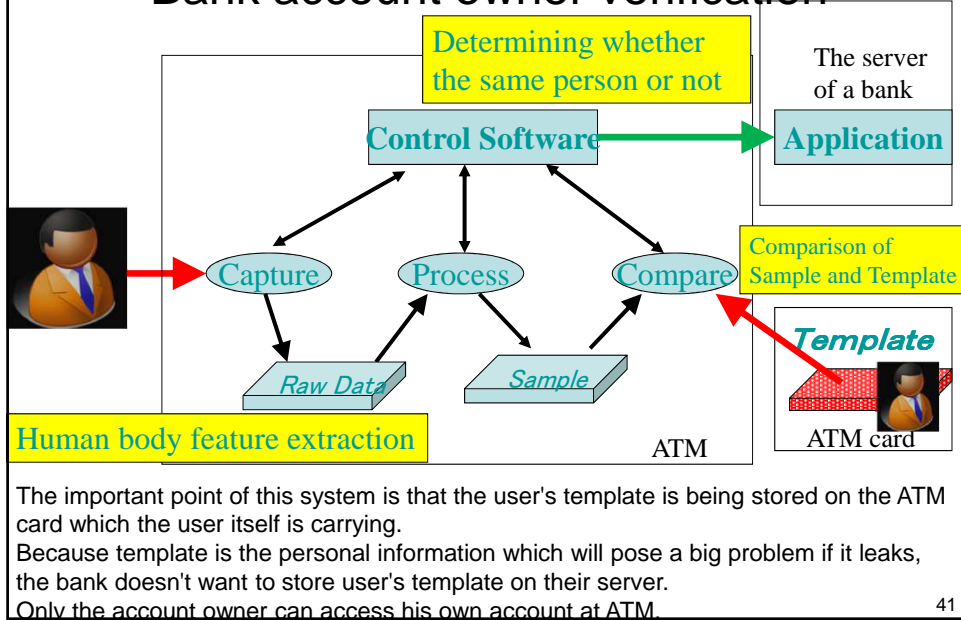 Bank account owner verification
Determining whether
the same person or not
The server
of a bank
Control Software
Application
Capture
Process
Compare
Comparison of
Sample and Template
Template
Raw Data
Sample
Human body feature extraction
ATM
ATM card
The important point of this system is that the user's template is being stored on the ATM
card which the user itself is carrying.
Because template is the personal information which will pose a big problem if it leaks,
the bank doesn't want to store user's template on their server.
Only the account owner can access his own account at ATM.
41